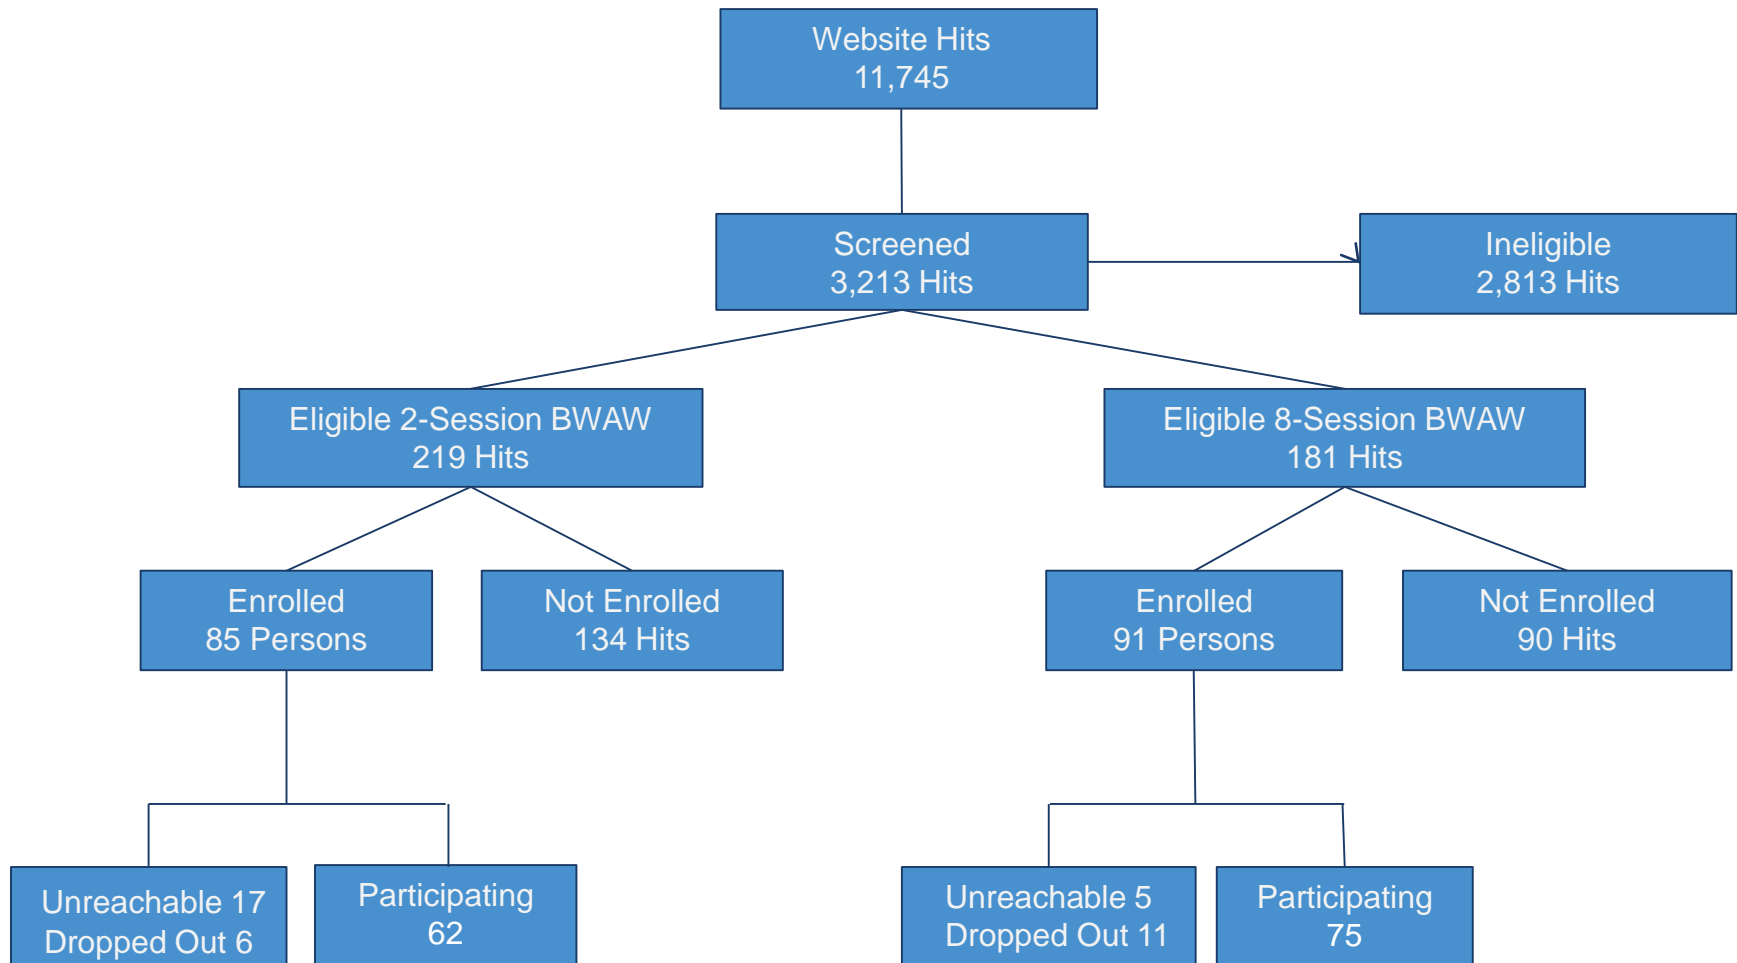 Website Hits
11,745
Screened
3,213 Hits
Ineligible
2,813 Hits
Eligible 2-Session BWAW
219 Hits
Eligible 8-Session BWAW
181 Hits
Enrolled
85 Persons
Not Enrolled
134 Hits
Enrolled
91 Persons
Not Enrolled
90 Hits
Unreachable 17
Dropped Out 6
Participating
62
Unreachable 5
Dropped Out 11
Participating
75